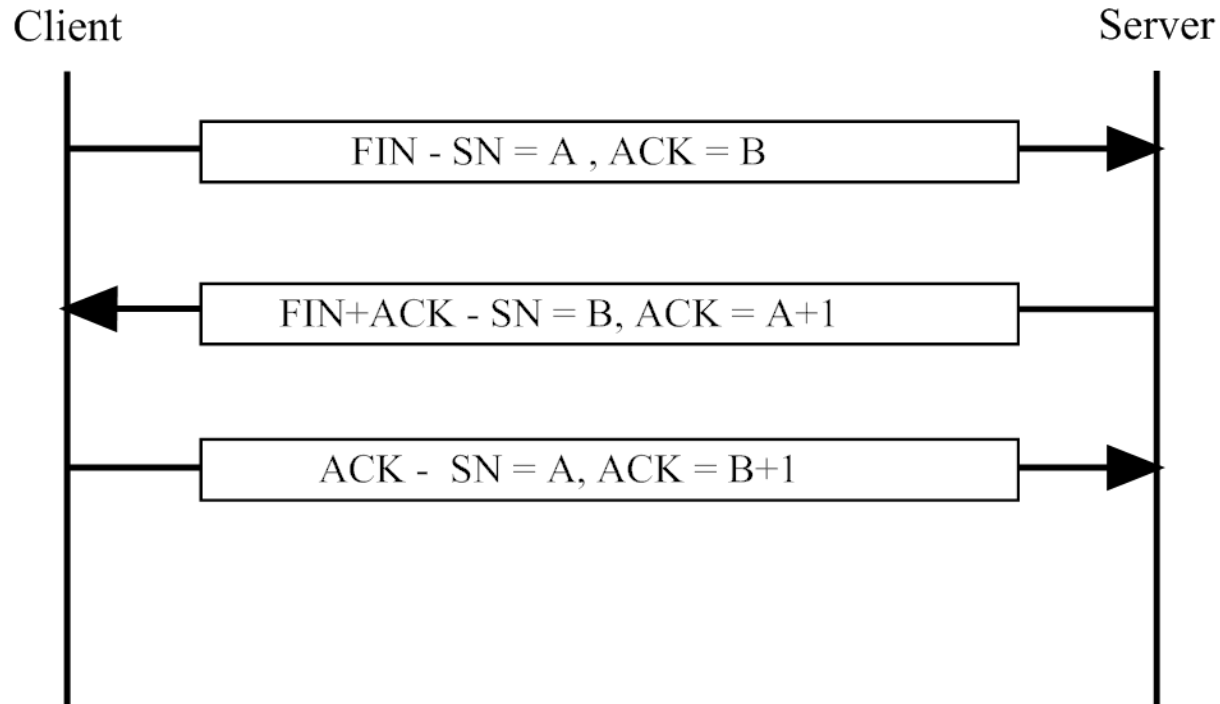 Client
Server
FIN - SN = A , ACK = B
FIN+ACK - SN = B, ACK = A+1
ACK - SN = A, ACK = B+1